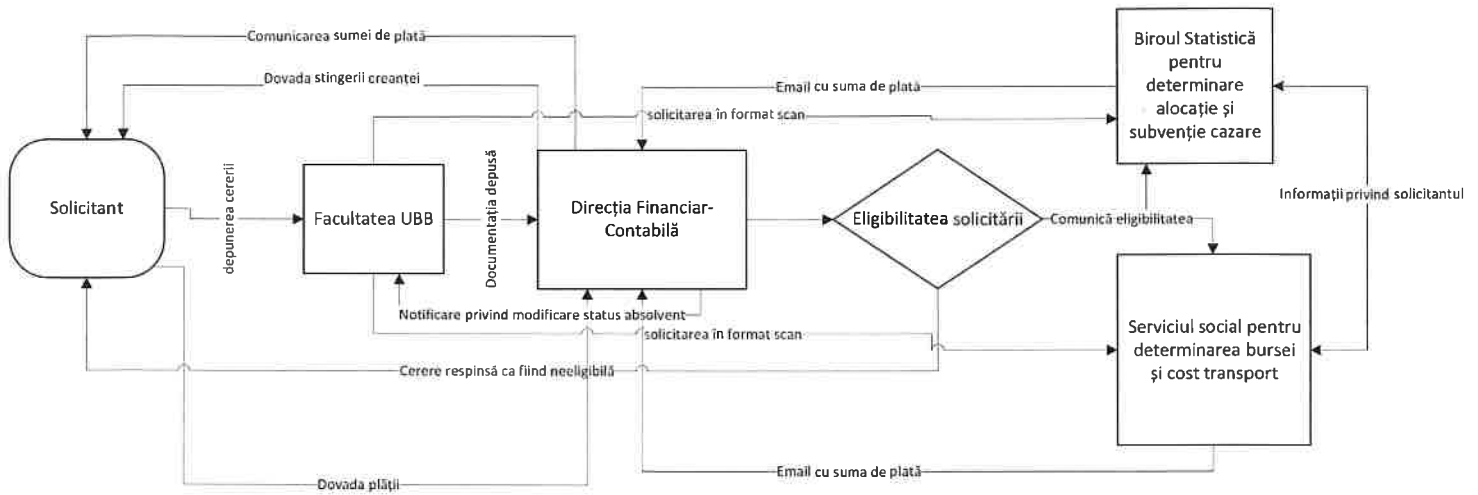 Comunicarea sumei de plată
Dovada stingerii creanței
Email cu suma de plată
solicitarea în format scan
Biroul Statistică
pentru
determinare
alocație și
subvenție cazare
Solicitant
depunerea cererii
Facultatea UBB
Documentația depusă
Direcția Financiar-
Contabilă
Eligibilitatea solicitării
Comunică eligibilitatea
Informații privind solicitantul
Notificare privind modificare status absolvent
solicitarea în format scan
Cerere respinsă ca fiind neeligibilă
Serviciul social pentru
determinarea bursei
și cost transport
Email cu suma de plată
Dovada plății